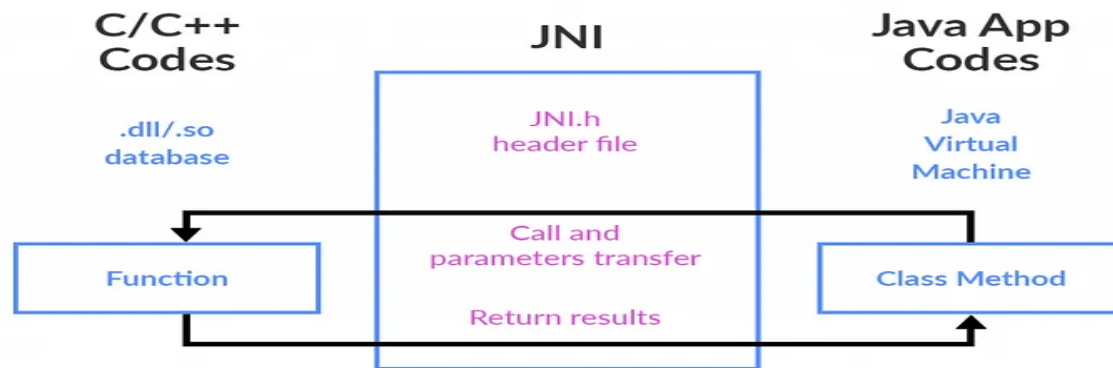 C/C++
Codes
JNI
Java App
Codes
.dll/.so
database
JNI.h
header file
Java
Virtual
Machine
Call and
parameters transfer
Function
Class Method
Return results